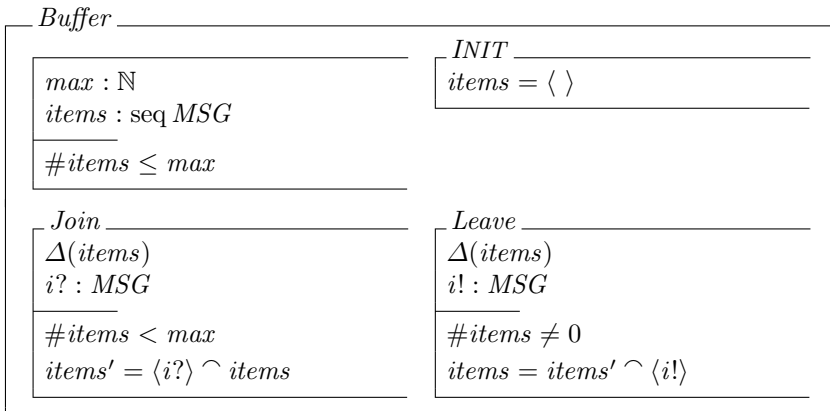 Buffer
max : ℕ
items : seq MSG
#items ≤ max
INIT
items = ⟨ ⟩
Join
Δ(items)
i? : MSG
#items < max
items′ = ⟨i?⟩ ⌢ items
Leave
Δ(items)
i! : MSG
#items ≠ 0
items = items′ ⌢ ⟨i!⟩